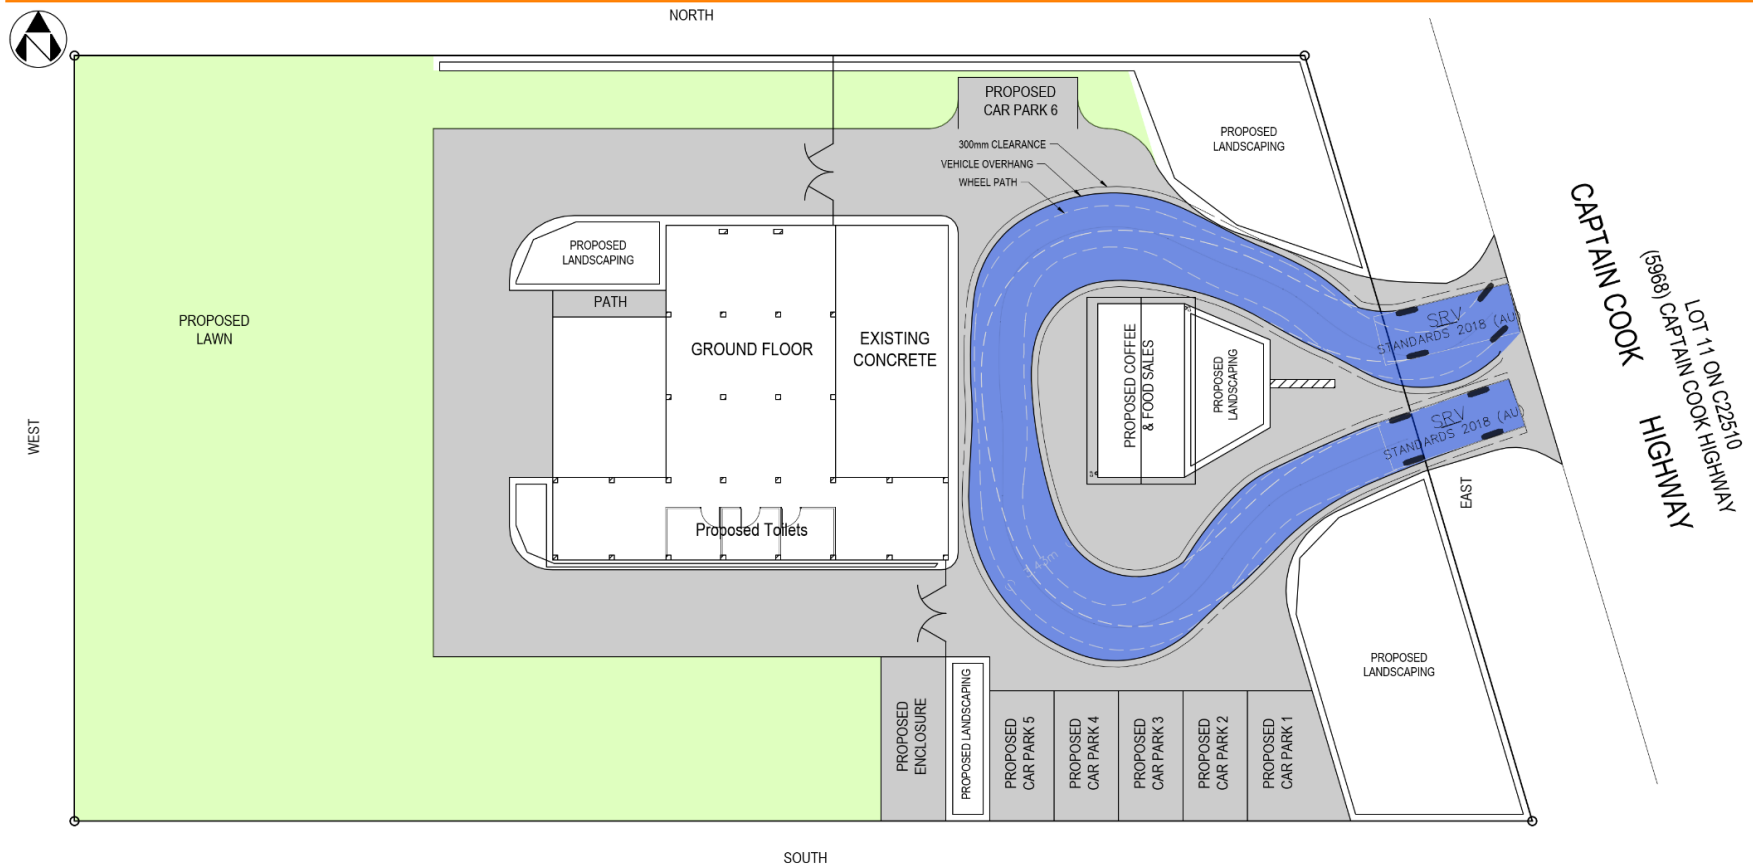 NORTH
N
PROPOSED
CAR PARK 6
PROPOSED
LANDSCAPING
300mm CLEARANCE
VEHICLE OVERHANG
WHEEL PATH
CAPTAIN COOK HIGHWAY
LOT 11 ON C22510
(5968) CAPTAIN COOK HIGHWAY
PROPOSED
LANDSCAPING
PATH
PROPOSED
LAWN
GROUND FLOOR
EXISTING
CONCRETE
PROPOSED COFFEE
& FOOD SALES
PROPOSED
LANDSCAPING
SRV
STANDARDS 2018 (AU)
SRV
STANDARDS 2018 (AU)
WEST
EAST
Proposed Toilets
PROPOSED
LANDSCAPING
PROPOSED
ENCLOSURE
PROPOSED LANDSCAPING
PROPOSED
CAR PARK 5
PROPOSED
CAR PARK 4
PROPOSED
CAR PARK 3
PROPOSED
CAR PARK 2
PROPOSED
CAR PARK 1
SOUTH